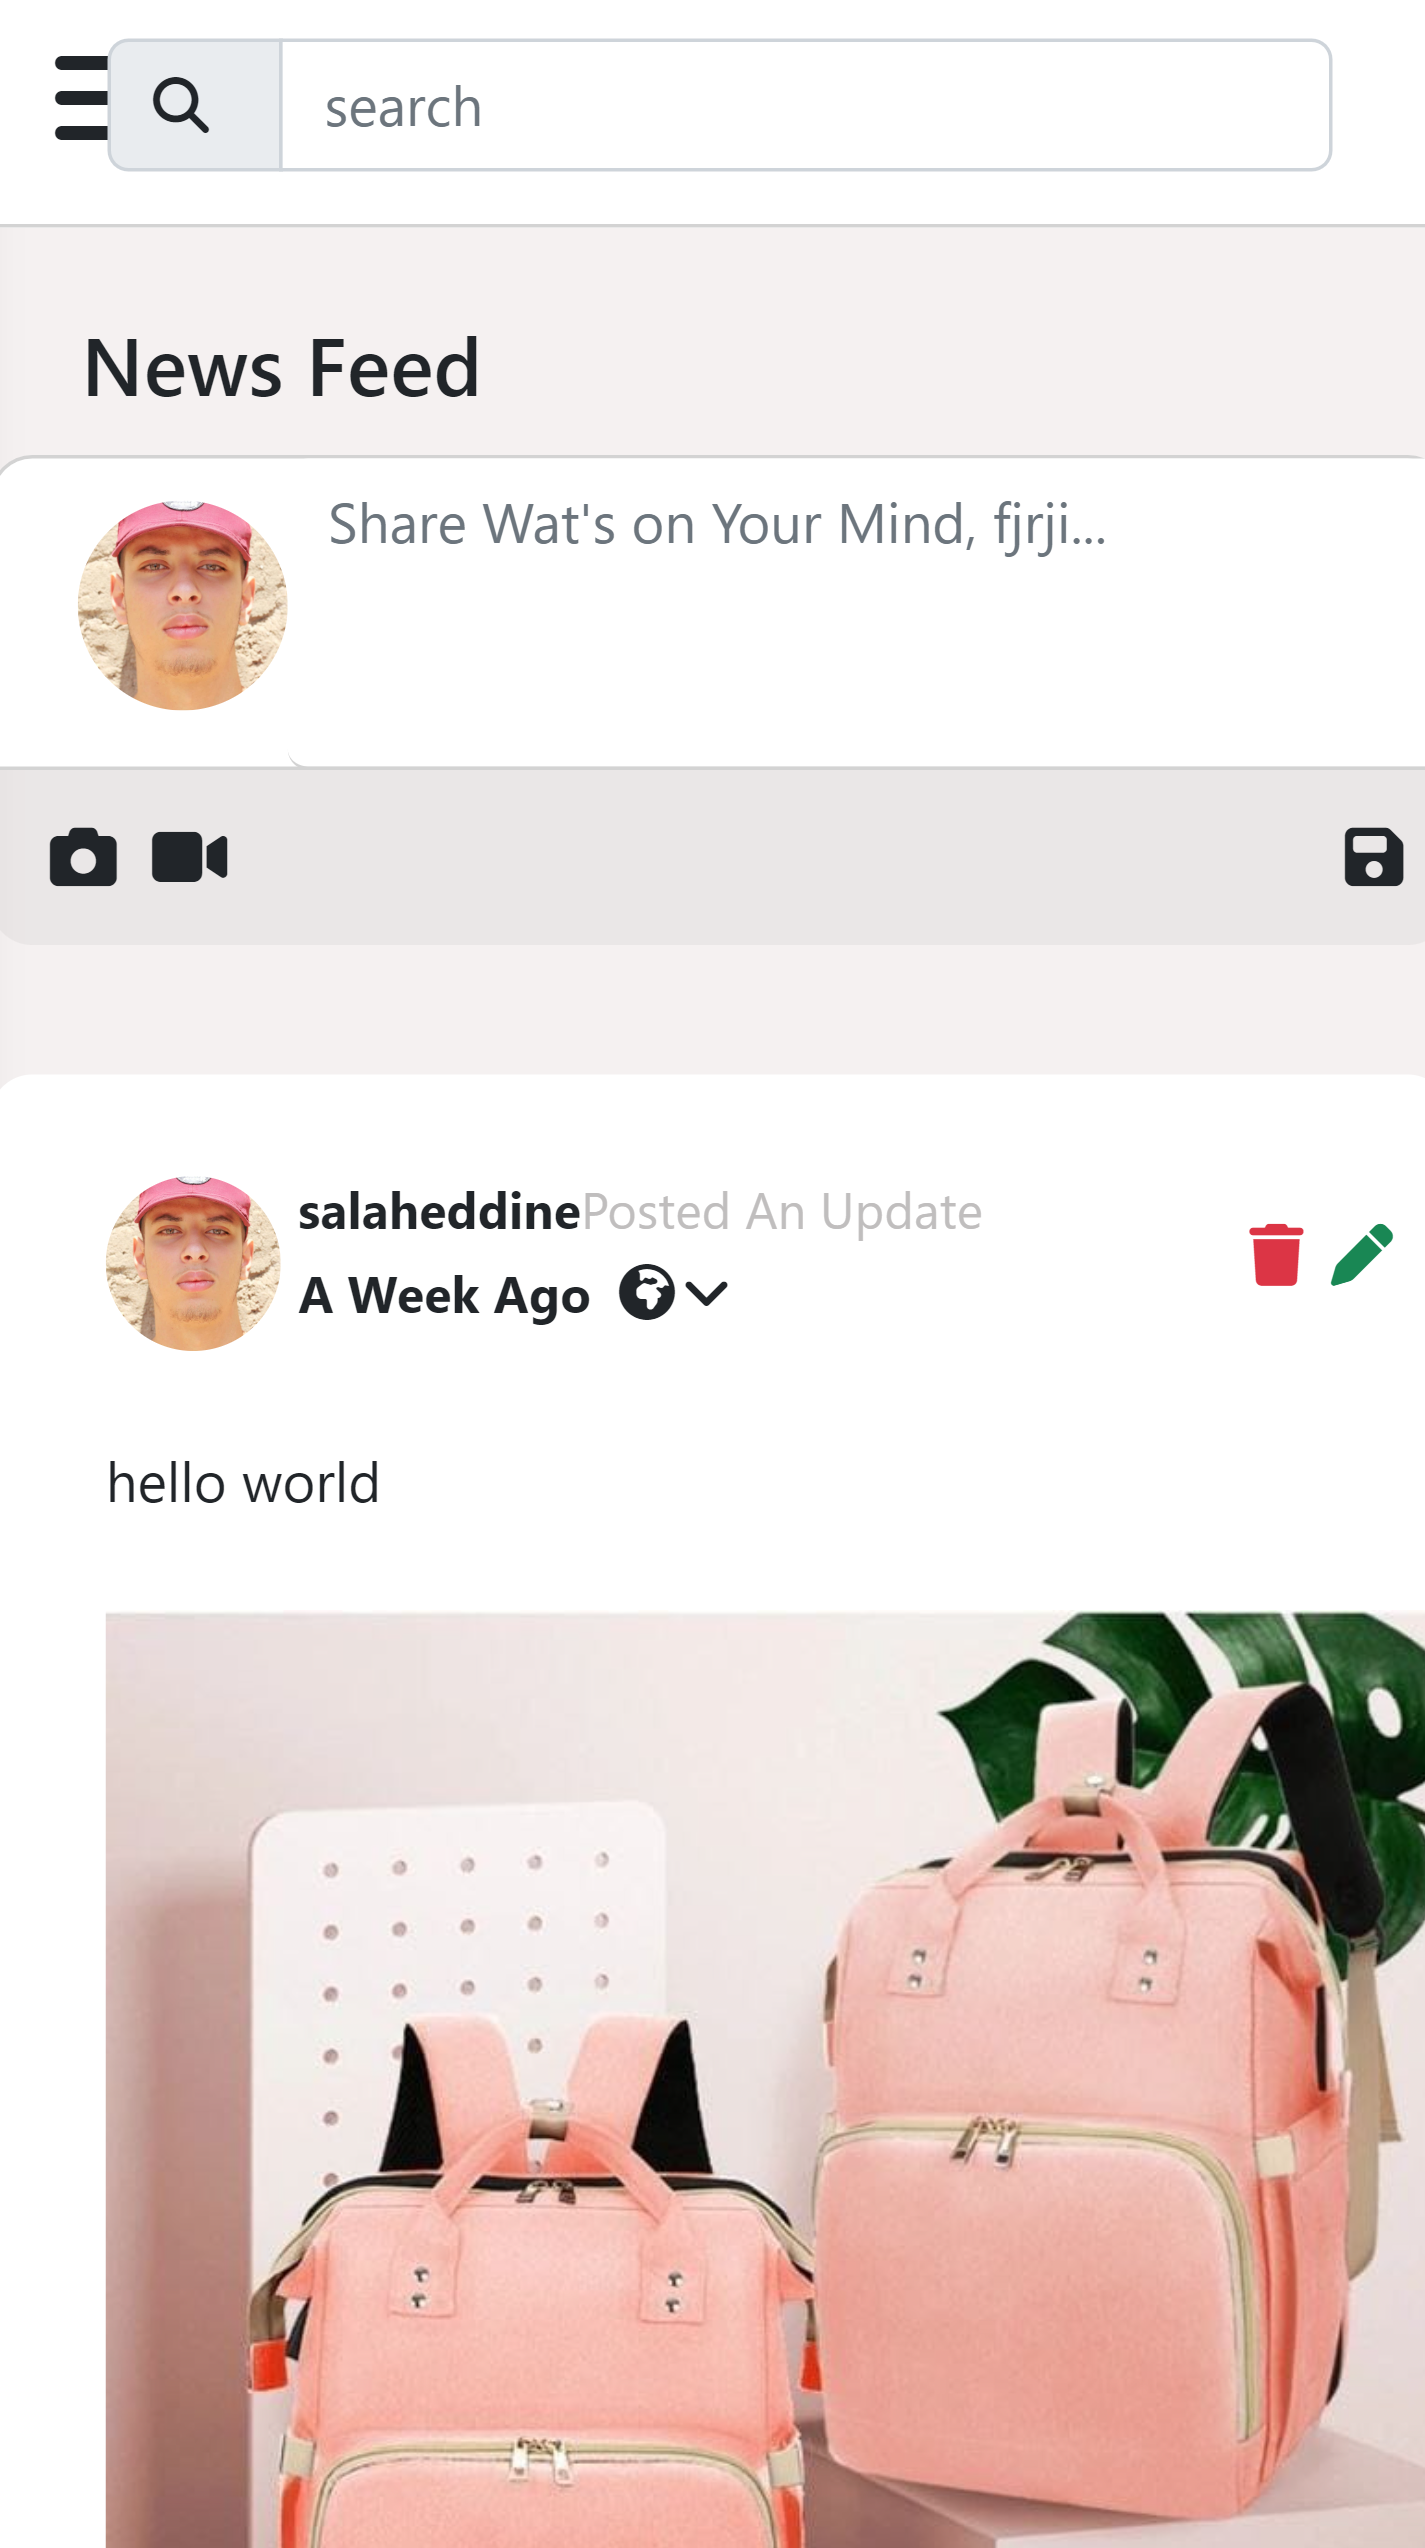 search
News Feed
Share Wat's on Your Mind, fjrji...
salaheddinePosted An Update
A Week Ago
hello world